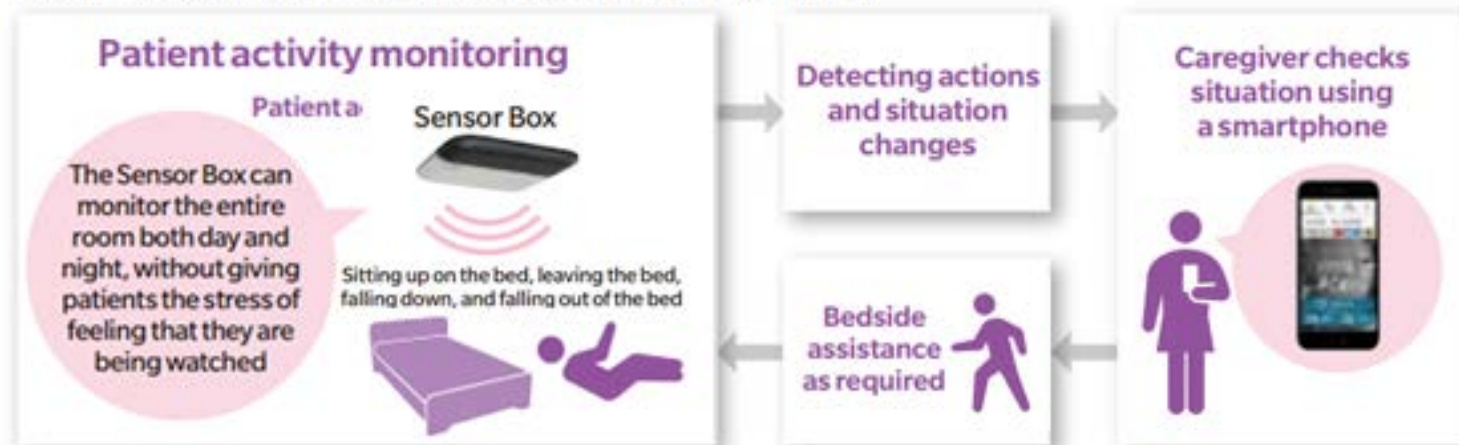 Patient activity monitoring
Patient a
Sensor Box
The Sensor Box can
monitor the entire
room both day and
night, without giving
patients the stress of
feeling that they are
being watched
Sitting up on the bed, leaving the bed,
falling down, and falling out of the bed
Detecting actions
and situation
changes
Caregiver checks
situation using
a smartphone
Bedside
assistance
as required